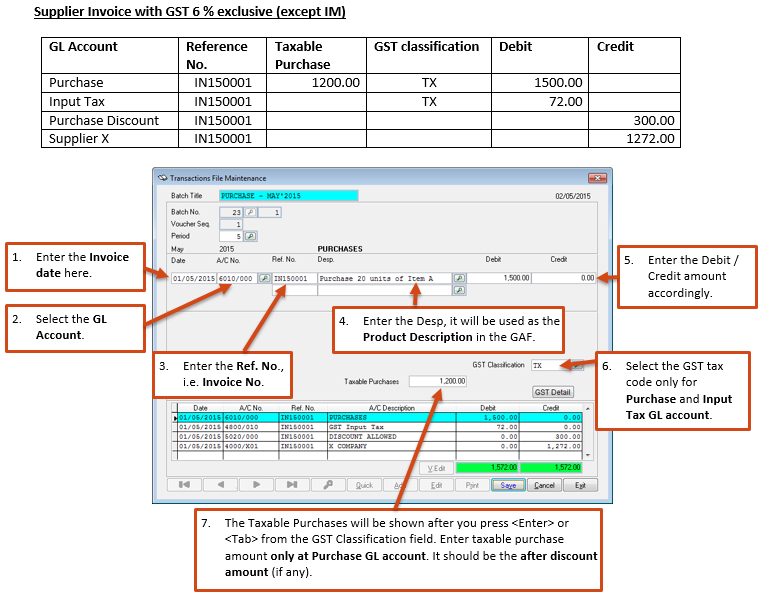 Supplier Invoice with GST 6 % exclusive (except IM)
GL Account Reference No. Taxable Purchase GST classification Debit Credit
Purchase IN150001 1200.00 TX 1500.00
Input Tax IN150001 TX 72.00
Purchase Discount IN150001 300.00
Supplier X IN150001 1272.00
Transactions File Maintenance
Batch Title PURCHASE - MAY'2015 02/05/2015
Batch No. 23 1
Voucher Seq 1
Period 5
May 2015 PURCHASES
Date A/C No. Ref. No. Desp. Debit Credit
01/05/2015 6010/000 IN150001 Purchase 20 units of Item A 1,500.00 0.00
1. Enter the Invoice
date here.
2. Select the GL
Account.
3. Enter the Ref. No.,
i.e. Invoice No.
4. Enter the Desp, it will be used as the
Product Description in the GAF.
5. Enter the Debit /
Credit amount
accordingly.
6. Select the GST tax
code only for
Purchase and Input
Tax GL account.
GST Classification TX
Taxable Purchases 1,200.00
GST Detail
Date A/C No. Ref. No. A/C Description Debit Credit
01/05/2015 6010/000 IN150001 PURCHASES 1,500.00 0.00
01/05/2015 4800/010 IN150001 GST Input Tax 72.00 0.00
01/05/2015 5020/000 IN150001 DISCOUNT ALLOWED 0.00 300.00
01/05/2015 4000/X01 IN150001 X COMPANY 0.00 1,272.00
V.Edit 1,572.00 1,572.00
Quick Edit Print Save Cancel Exit
7. The Taxable Purchases will be shown after you press <Enter> or
<Tab> from the GST Classification field. Enter taxable purchase
amount only at Purchase GL account. It should be the after discount
amount (if any).